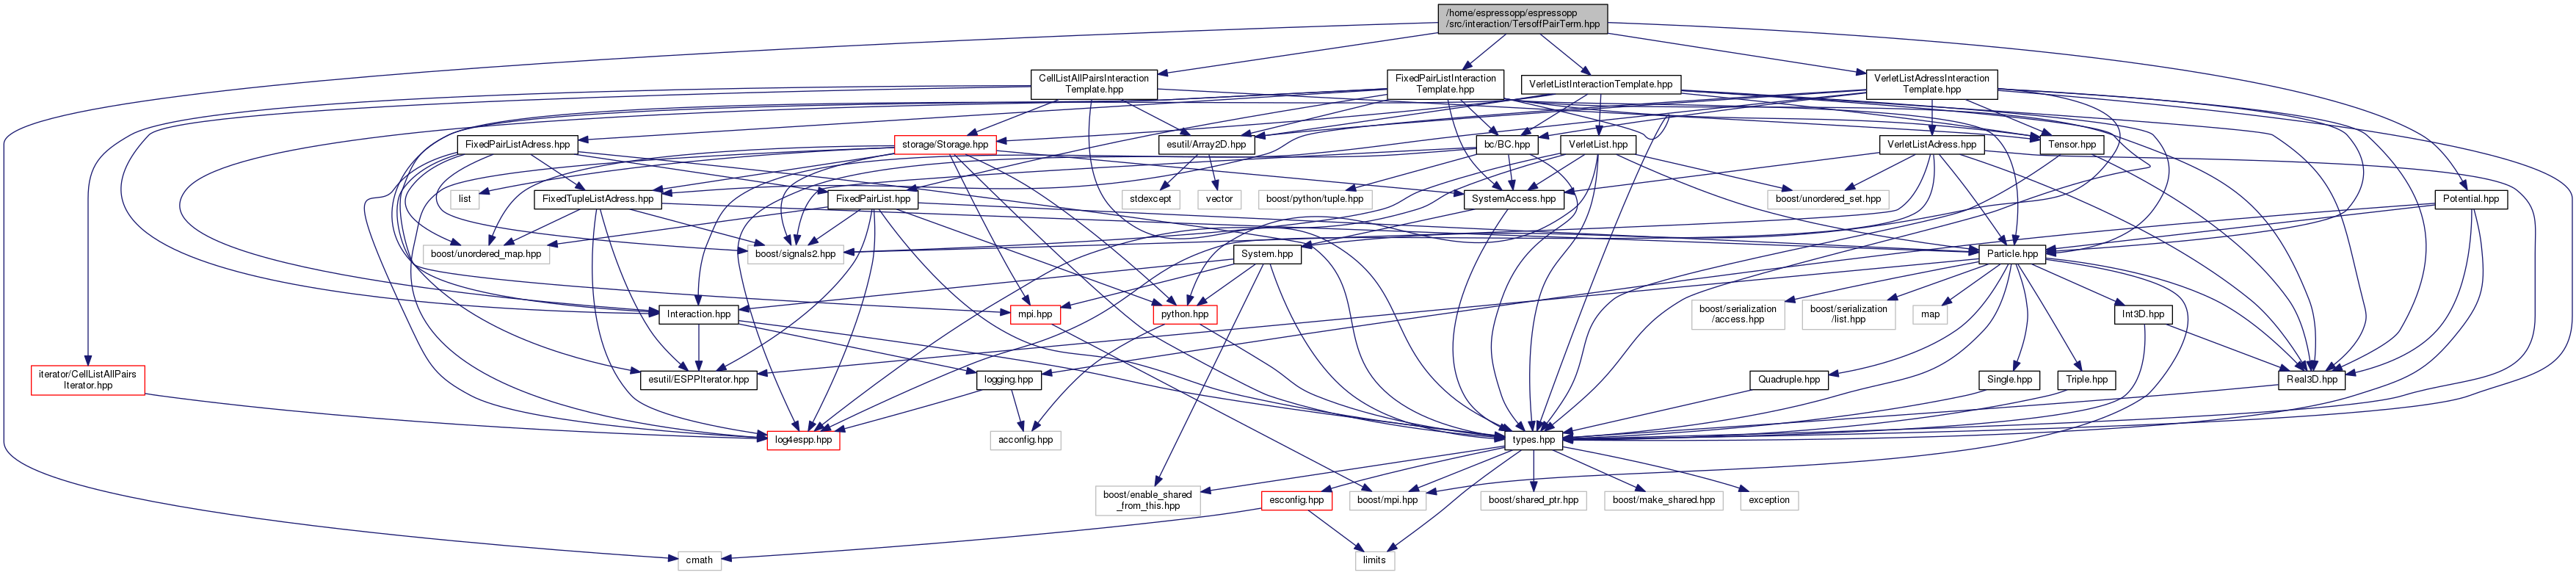 /home/espressopp/espressopp
/src/interaction/TersoffPairTerm.hpp
CellListAllPairsInteraction
Template.hpp
FixedPairListInteraction
Template.hpp
VerletListInteractionTemplate.hpp
VerletListAdressInteraction
Template.hpp
FixedPairListAdress.hpp
storage/Storage.hpp
esutil/Array2D.hpp
bc/BC.hpp
VerletList.hpp
VerletListAdress.hpp
Tensor.hpp
list
FixedTupleListAdress.hpp
FixedPairList.hpp
stdexcept
vector
boost/python/tuple.hpp
SystemAccess.hpp
boost/unordered_set.hpp
Potential.hpp
boost/unordered_map.hpp
boost/signals2.hpp
System.hpp
Particle.hpp
Interaction.hpp
mpi.hpp
python.hpp
boost/serialization
/access.hpp
boost/serialization
/list.hpp
map
Int3D.hpp
iterator/CellListAllPairs
Iterator.hpp
esutil/ESPPIterator.hpp
logging.hpp
Quadruple.hpp
Single.hpp
Triple.hpp
Real3D.hpp
log4espp.hpp
acconfig.hpp
types.hpp
boost/enable_shared
_from_this.hpp
esconfig.hpp
boost/mpi.hpp
boost/shared_ptr.hpp
boost/make_shared.hpp
exception
cmath
limits